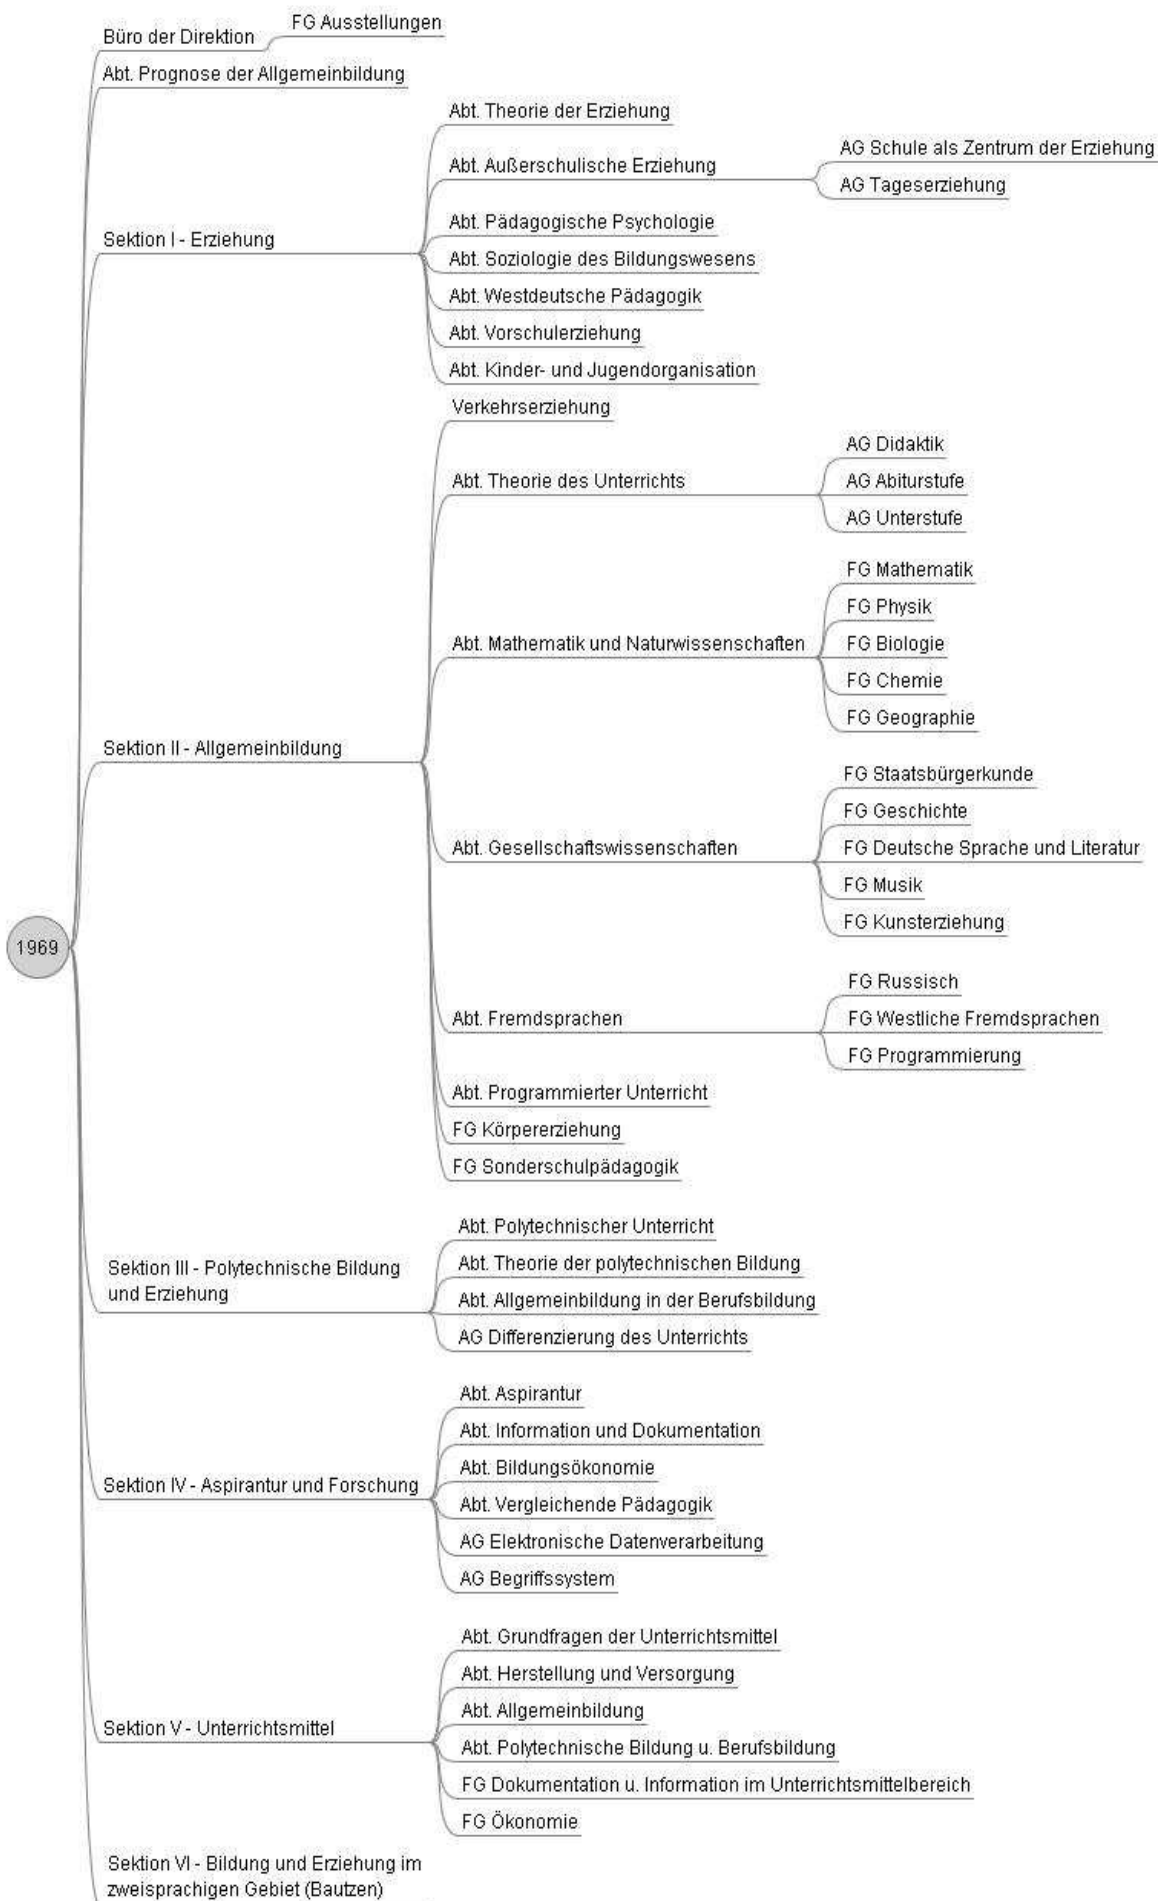 FG Ausstellungen
Büro der Direktion
Abt. Prognose der Allgemeinbildung
Abt. Theorie der Erziehung
AG Schule als Zentrum der Erziehung
Abt. Außerschulische Erziehung
AG Tageserziehung
Abt. Pädagogische Psychologie
Sektion I - Erziehung
Abt. Soziologie des Bildungswesens
Abt. Westdeutsche Pädagogik
Abt. Vorschulerziehung
Abt. Kinder- und Jugendorganisation
Verkehrserziehung
AG Didaktik
Abt. Theorie des Unterrichts
AG Abiturstufe
AG Unterstufe
FG Mathematik
FG Physik
Abt. Mathematik und Naturwissenschaften
FG Biologie
FG Chemie
FG Geographie
Sektion II - Allgemeinbildung
FG Staatsbürgerkunde
FG Geschichte
Abt. Gesellschaftswissenschaften
FG Deutsche Sprache und Literatur
FG Musik
FG Kunsterziehung
1969
FG Russisch
Abt. Fremdsprachen
FG Westliche Fremdsprachen
FG Programmierung
Abt. Programmierter Unterricht
FG Körpererziehung
FG Sonderschulpädagogik
Abt. Polytechnischer Unterricht
Sektion III - Polytechnische Bildung
und Erziehung
Abt. Theorie der polytechnischen Bildung
Abt. Allgemeinbildung in der Berufsbildung
AG Differenzierung des Unterrichts
Abt. Aspirantur
Abt. Information und Dokumentation
Abt. Bildungsökonomie
Sektion IV - Aspirantur und Forschung
Abt. Vergleichende Pädagogik
AG Elektronische Datenverarbeitung
AG Begriffssystem
Abt. Grundfragen der Unterrichtsmittel
Abt. Herstellung und Versorgung
Abt. Allgemeinbildung
Sektion V - Unterrichtsmittel
Abt. Polytechnische Bildung u. Berufsbildung
FG Dokumentation u. Information im Unterrichtsmittelbereich
FG Ökonomie
Sektion VI - Bildung und Erziehung im
zweisprachigen Gebiet (Bautzen)